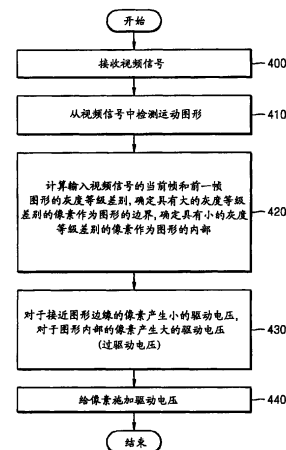 开始
接收视频信号
400
从视频信号中检测运动图形
410
计算输入视频信号的当前帧和前一帧
图形的灰度等级差别,确定具有大的灰度等级
差别的像素作为图形的边界,确定具有小的灰度
等级差别的像素作为图形的内部
420
对于接近图形边缘的像素产生小的驱动电压,
对于图形内部的像素产生大的驱动电压
(过驱动电压)
430
给像素施加驱动电压
440
结束